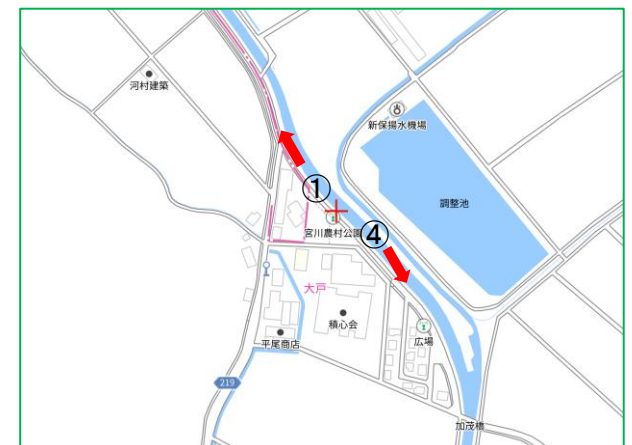 河村建築
新保揚水機場
①
調整池
宮川農村公園
④
大戸
積心会
平尾商店
広場
219
加茂橋